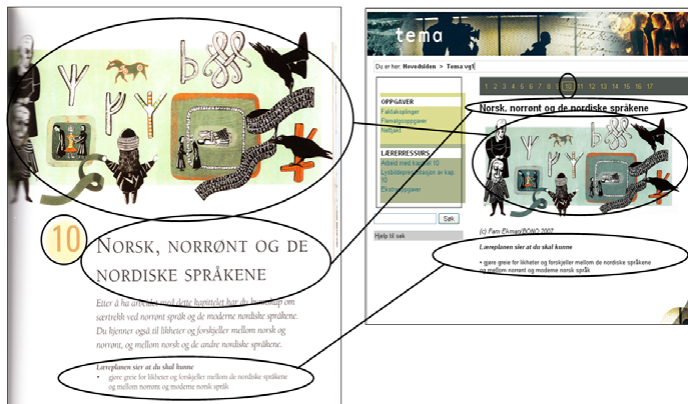 10
NORSK, NORRØNT OG DE
NORDISKE SPRÅKENE
Etter å ha arbeidet med dette kapittelet har du kunnskap om
særtrekk ved norrønt språk og de moderne nordiske språkene.
Du kjenner også til likheter og forskjeller mellom norsk og
norrønt, og mellom norsk og de andre nordiske språkene.
Læreplanen sier at du skal kunne
• gjøre greie for likheter og forskjeller mellom de nordiske språkene
og mellom norrønt og moderne norsk språk
tema
Du er her: Hovedsiden > Tema vg1
1 2 3 4 5 6 7 8 9 10 11 12 13 14 15 16 17
OPPGAVER
Faktakoplinger
Flervalgsoppgaver
Nettjakt
LÆRERRESSURS
Arbeid med kapittel 10
Lysbildepresentasjon av kap.
10
Ekstraoppgaver
Søk
Hjelp til søk
Norsk, norrønt og de nordiske språkene
(c) Fam Ekman/BONO 2007
Læreplanen sier at du skal kunne
• gjøre greie for likheter og forskjeller mellom de nordiske språkene
og mellom norrønt og moderne norsk språk